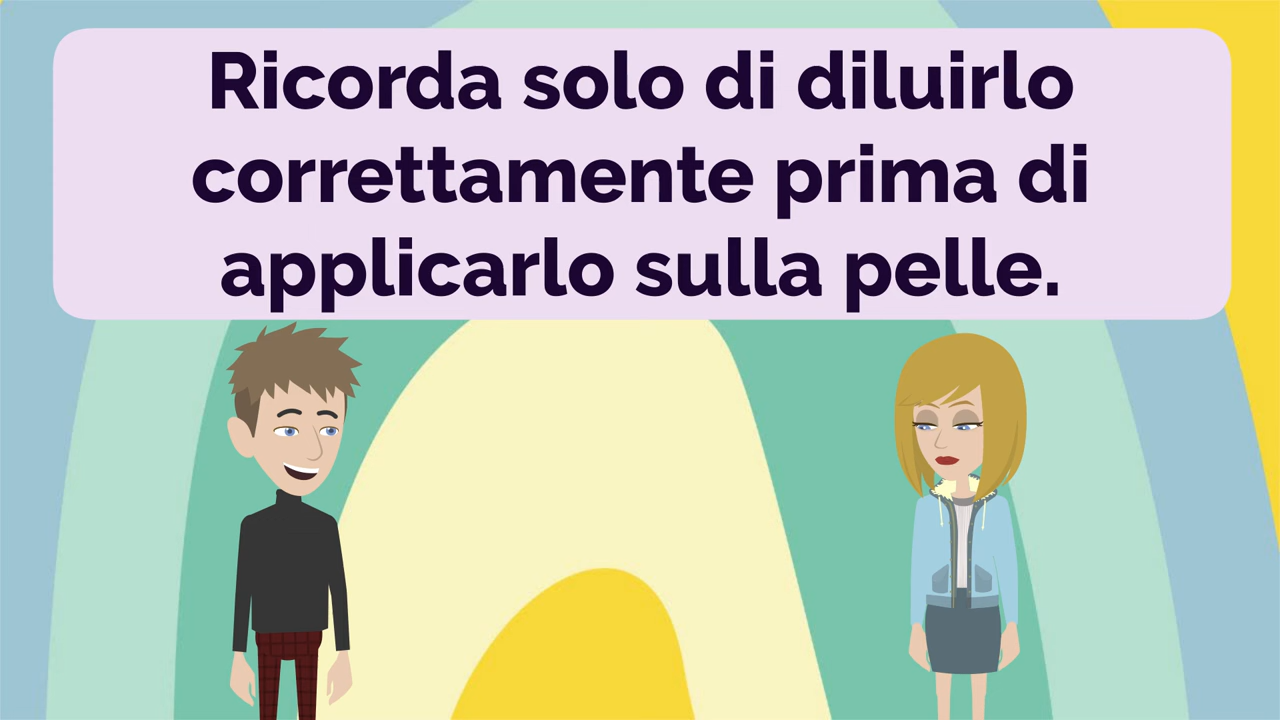 Ricorda solo di diluirlo
correttamente prima di
applicarlo sulla pelle.